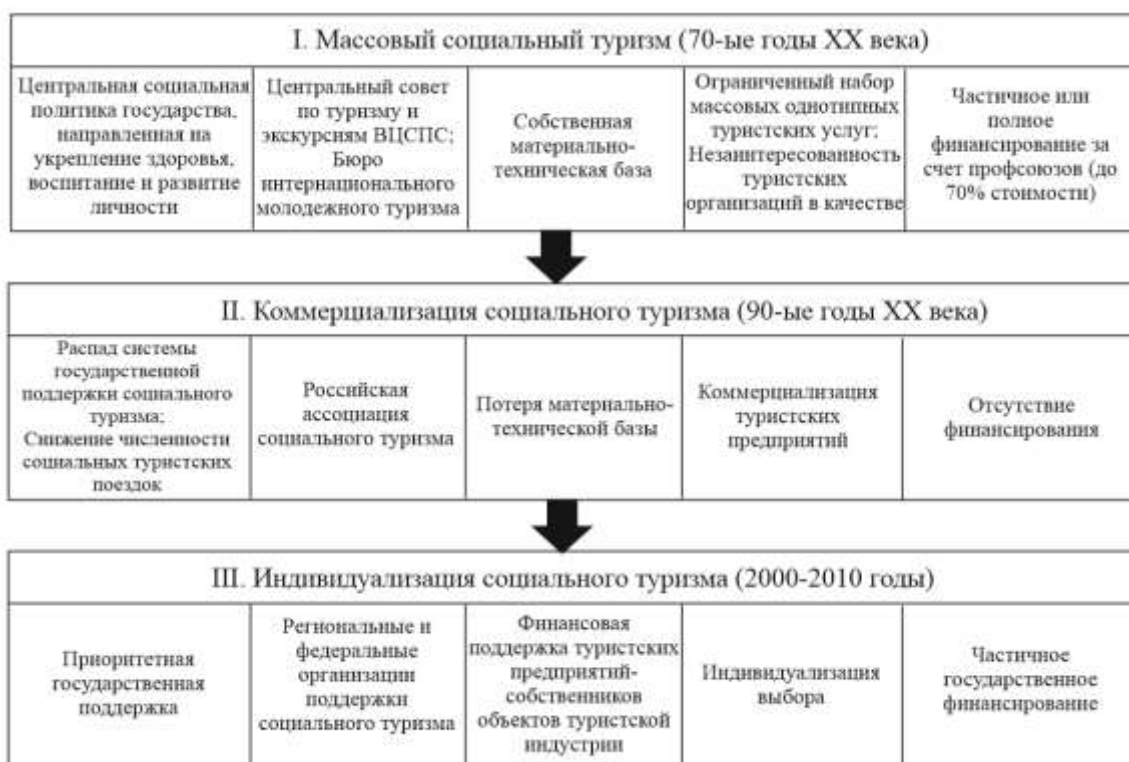 I. Массовый социальный туризм (70-ые годы XX века)
Центральная социальная
политика государства,
направленная на
укрепление здоровья,
воспитание и развитие
личности
Центральный совет
по туризму и
экскурсиям ВЦСПС;
Бюро
интернационального
молодежного туризма
Собственная
материально-
техническая база
Ограниченный набор
массовых однотипных
туристских услуг;
Незаинтересованность
туристских
организаций в качестве
Частичное или
полное
финансирование за
счет профсоюзов (до
70% стоимости)
II. Коммерциализация социального туризма (90-ые годы XX века)
Распад системы
государственной
поддержки социального
туризма;
Снижение численности
социальных туристских
поездок
Российская
ассоциация
социального туризма
Потеря материально-
технической базы
Коммерциализация
туристских
предприятий
Отсутствие
финансирования
III. Индивидуализация социального туризма (2000-2010 годы)
Приоритетная
государственная
поддержка
Региональные и
федеральные
организации
поддержки
социального туризма
Финансовая
поддержка туристских
предприятий-
собственников
объектов туристской
индустрии
Индивидуализация
выбора
Частичное
государственное
финансирование